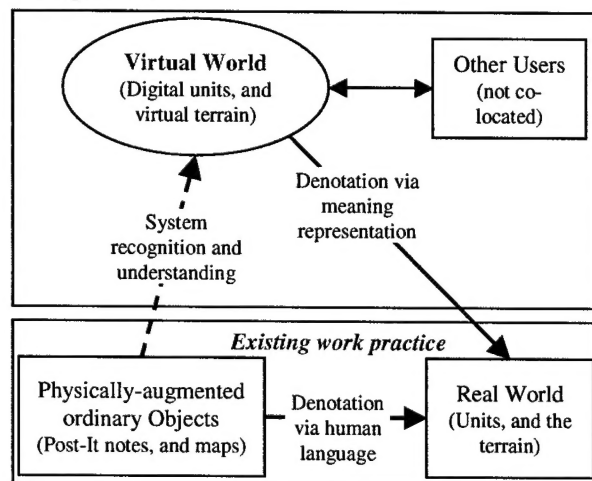 Virtual World
(Digital units, and
virtual terrain)
Other Users
(not co-
located)
Denotation via
meaning
representation
System
recognition and
understanding
Existing work practice
Physically-augmented
ordinary Objects
(Post-It notes, and maps)
Denotation
via human
language
Real World
(Units, and the
terrain)